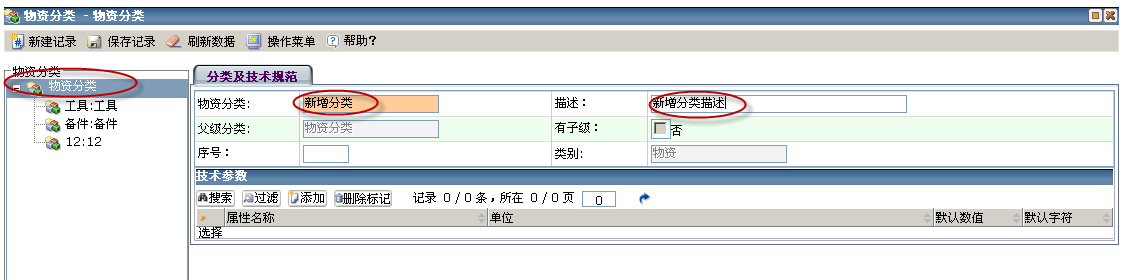 物资分类 - 物资分类
新建记录 保存记录 刷新数据 操作菜单 帮助?
物资分类
物资分类
工具:工具
备件:备件
12:12
分类及技术规范
物资分类: 新增分类 描述: 新增分类描述
父级分类: 物资分类 有子级: 否
序号: 类别: 物资
技术参数
搜索 过滤 添加 删除标记 记录 0 / 0 条,所在 0 / 0 页 0
属性名称 单位 默认数值 默认字符
选择